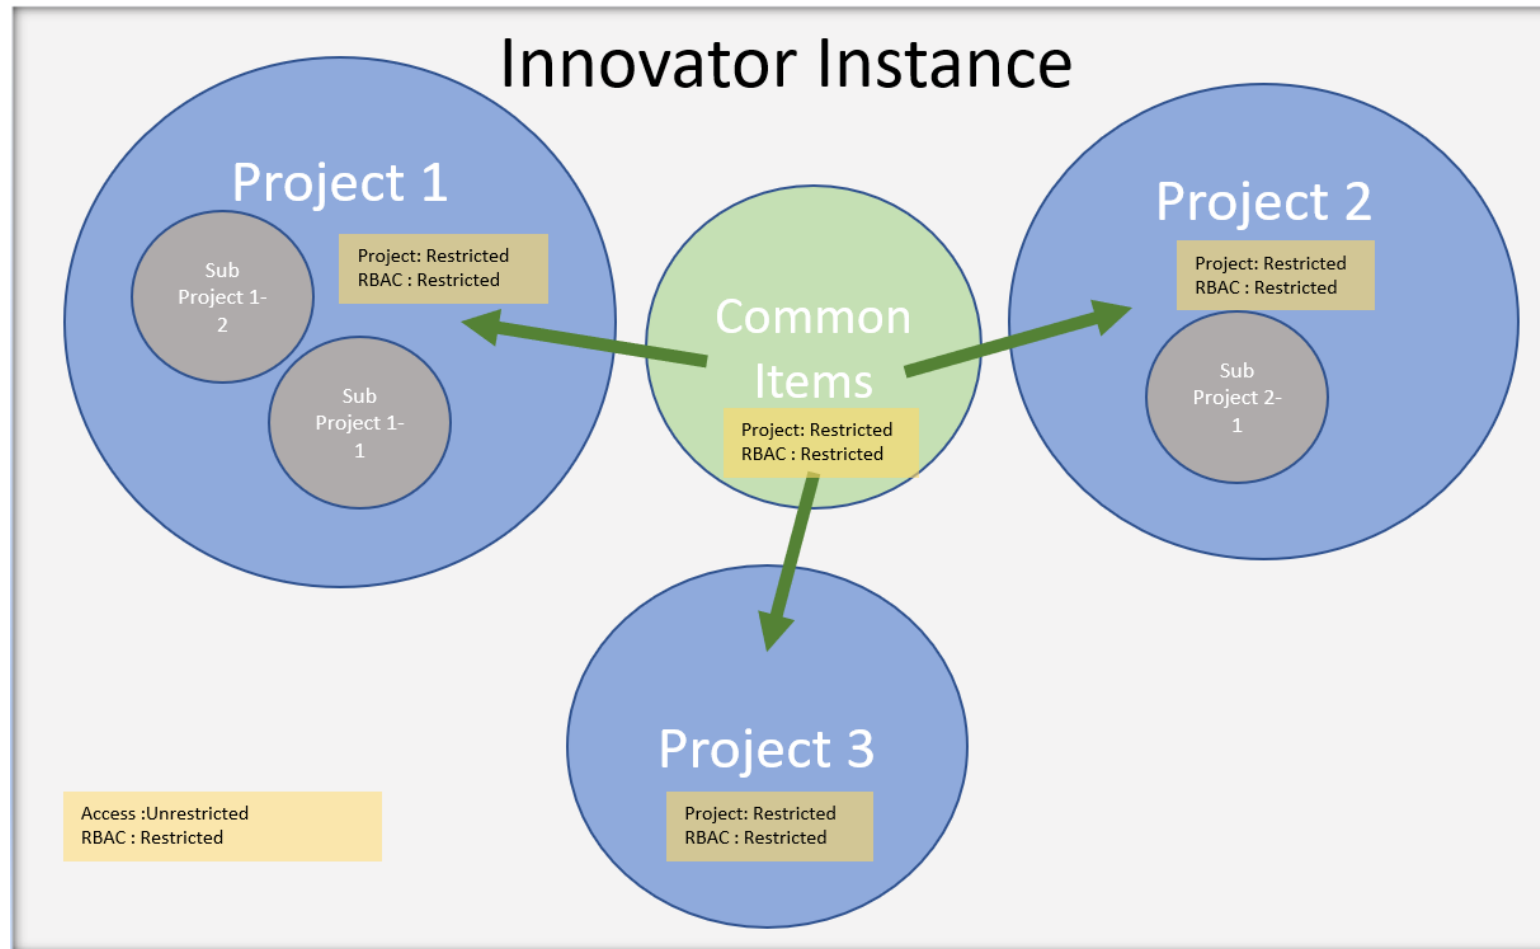 Innovator Instance
Project 1
Sub
Project 1-
2
Project: Restricted
RBAC : Restricted
Sub
Project 1-
1
Common
Items
Project: Restricted
RBAC : Restricted
Project 2
Project: Restricted
RBAC : Restricted
Sub
Project 2-
1
Project 3
Project: Restricted
RBAC : Restricted
Access :Unrestricted
RBAC : Restricted